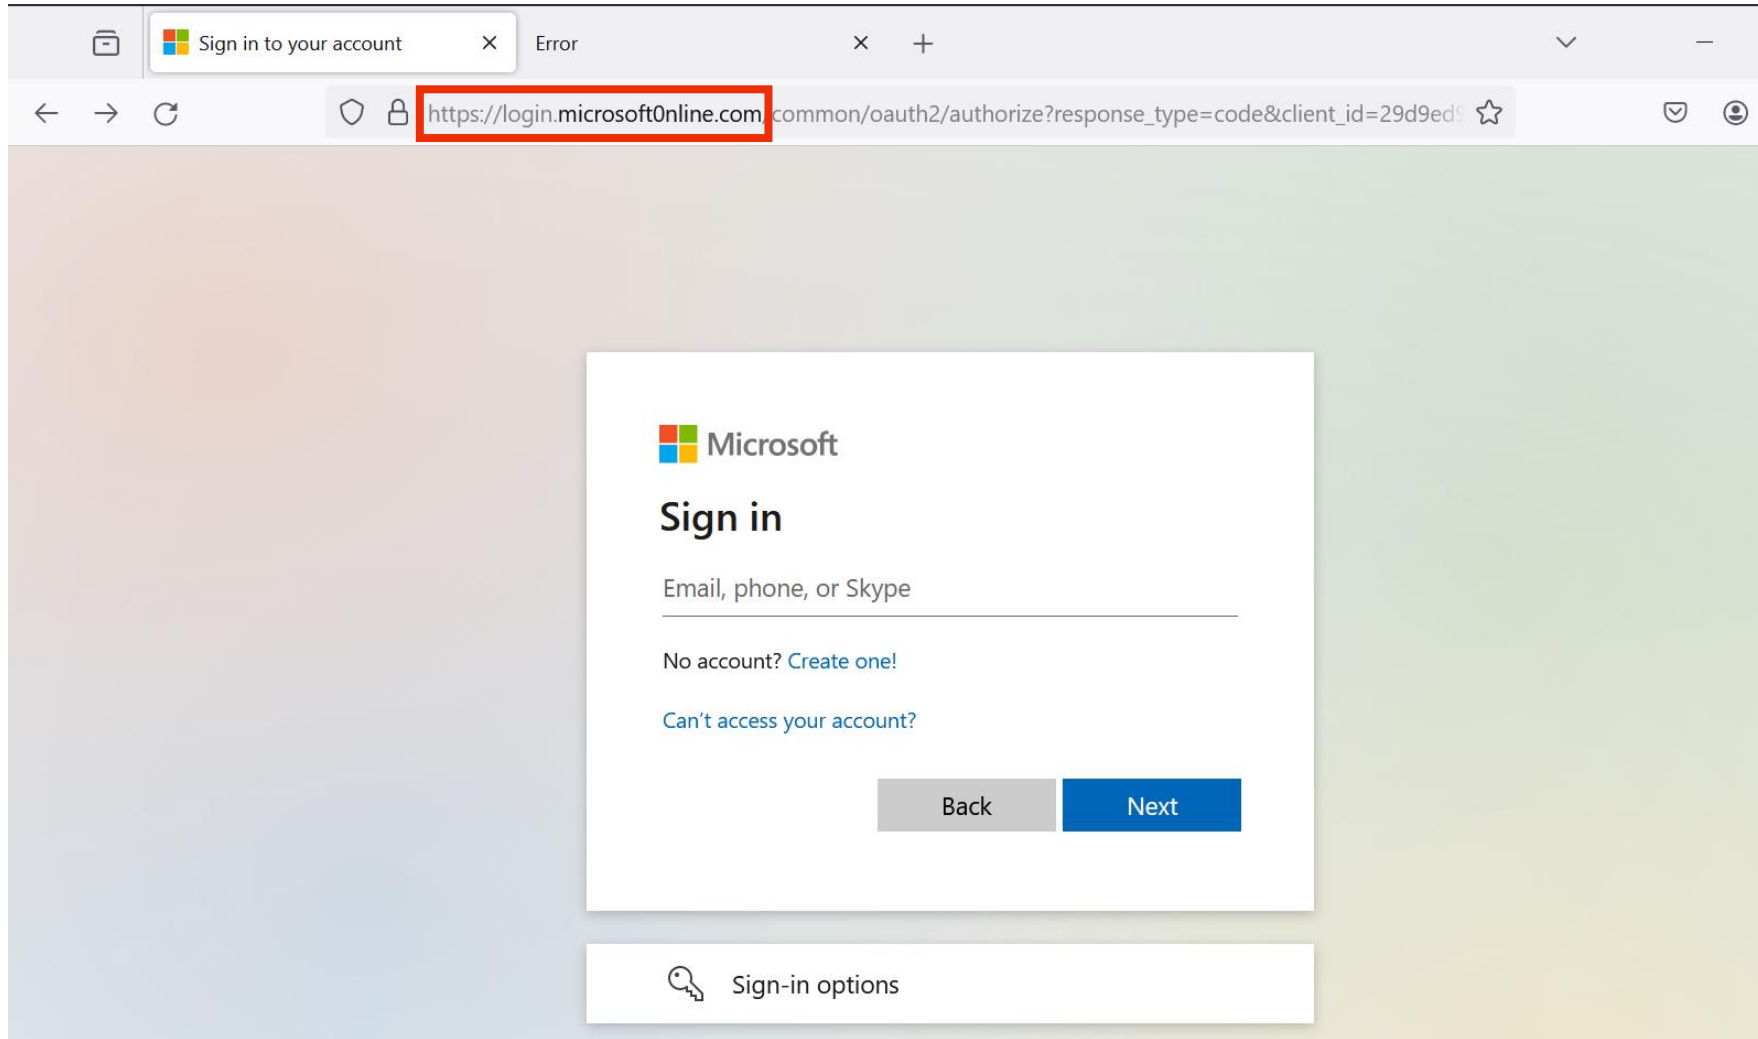 Sign in to your account
Error
https://login.microsoft0nline.com/common/oauth2/authorize?response_type=code&client_id=29d9ed9
Microsoft
Sign in
Email, phone, or Skype
No account? Create one!
Can't access your account?
Back
Next
Sign-in options